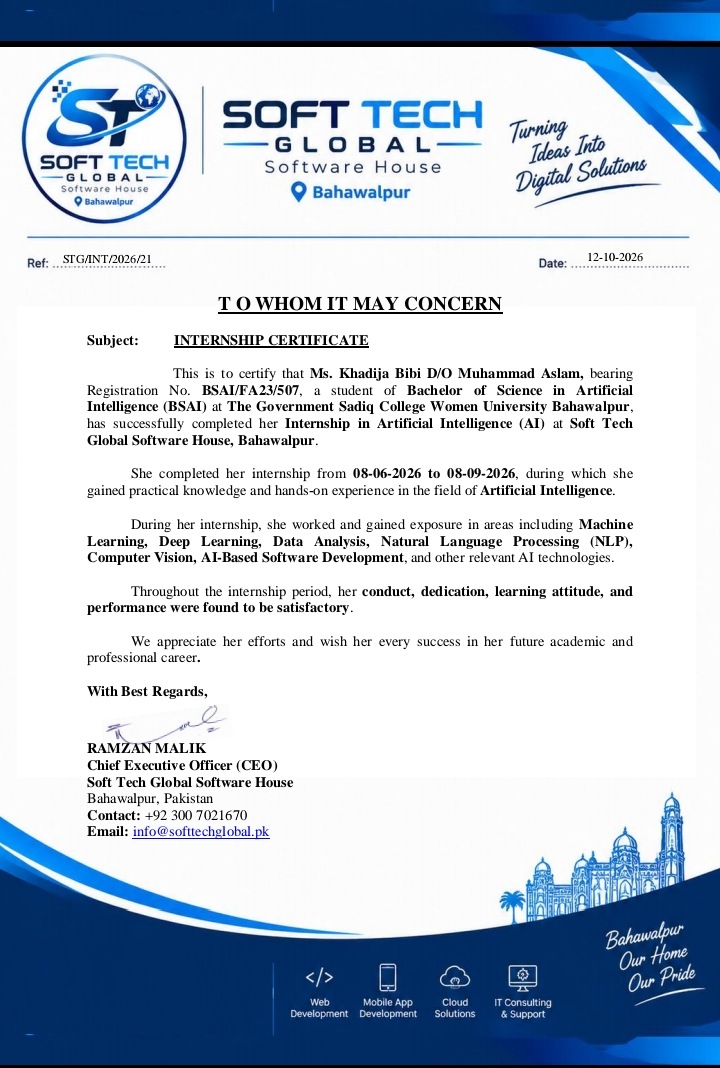 ST
SOFT TECH
GLOBAL
Software House
Bahawalpur
SOFT TECH
GLOBAL
Software House
Bahawalpur
Turning
Ideas Into
Digital Solutions
Ref: STG/INT/2026/21
Date: 12-10-2026
T O WHOM IT MAY CONCERN
Subject: INTERNSHIP CERTIFICATE
This is to certify that Ms. Khadija Bibi D/O Muhammad Aslam, bearing
Registration No. BSAI/FA23/507, a student of Bachelor of Science in Artificial
Intelligence (BSAI) at The Government Sadiq College Women University Bahawalpur,
has successfully completed her Internship in Artificial Intelligence (AI) at Soft Tech
Global Software House, Bahawalpur.
She completed her internship from 08-06-2026 to 08-09-2026, during which she
gained practical knowledge and hands-on experience in the field of Artificial Intelligence.
During her internship, she worked and gained exposure in areas including Machine
Learning, Deep Learning, Data Analysis, Natural Language Processing (NLP),
Computer Vision, AI-Based Software Development, and other relevant AI technologies.
Throughout the internship period, her conduct, dedication, learning attitude, and
performance were found to be satisfactory.
We appreciate her efforts and wish her every success in her future academic and
professional career.
With Best Regards,
RAMZAN MALIK
Chief Executive Officer (CEO)
Soft Tech Global Software House
Bahawalpur, Pakistan
Contact: +92 300 7021670
Email: info@softtechglobal.pk
Bahawalpur
Our Home
Our Pride
</> 
Web
Development
Mobile App
Development
Cloud
Solutions
IT Consulting
& Support